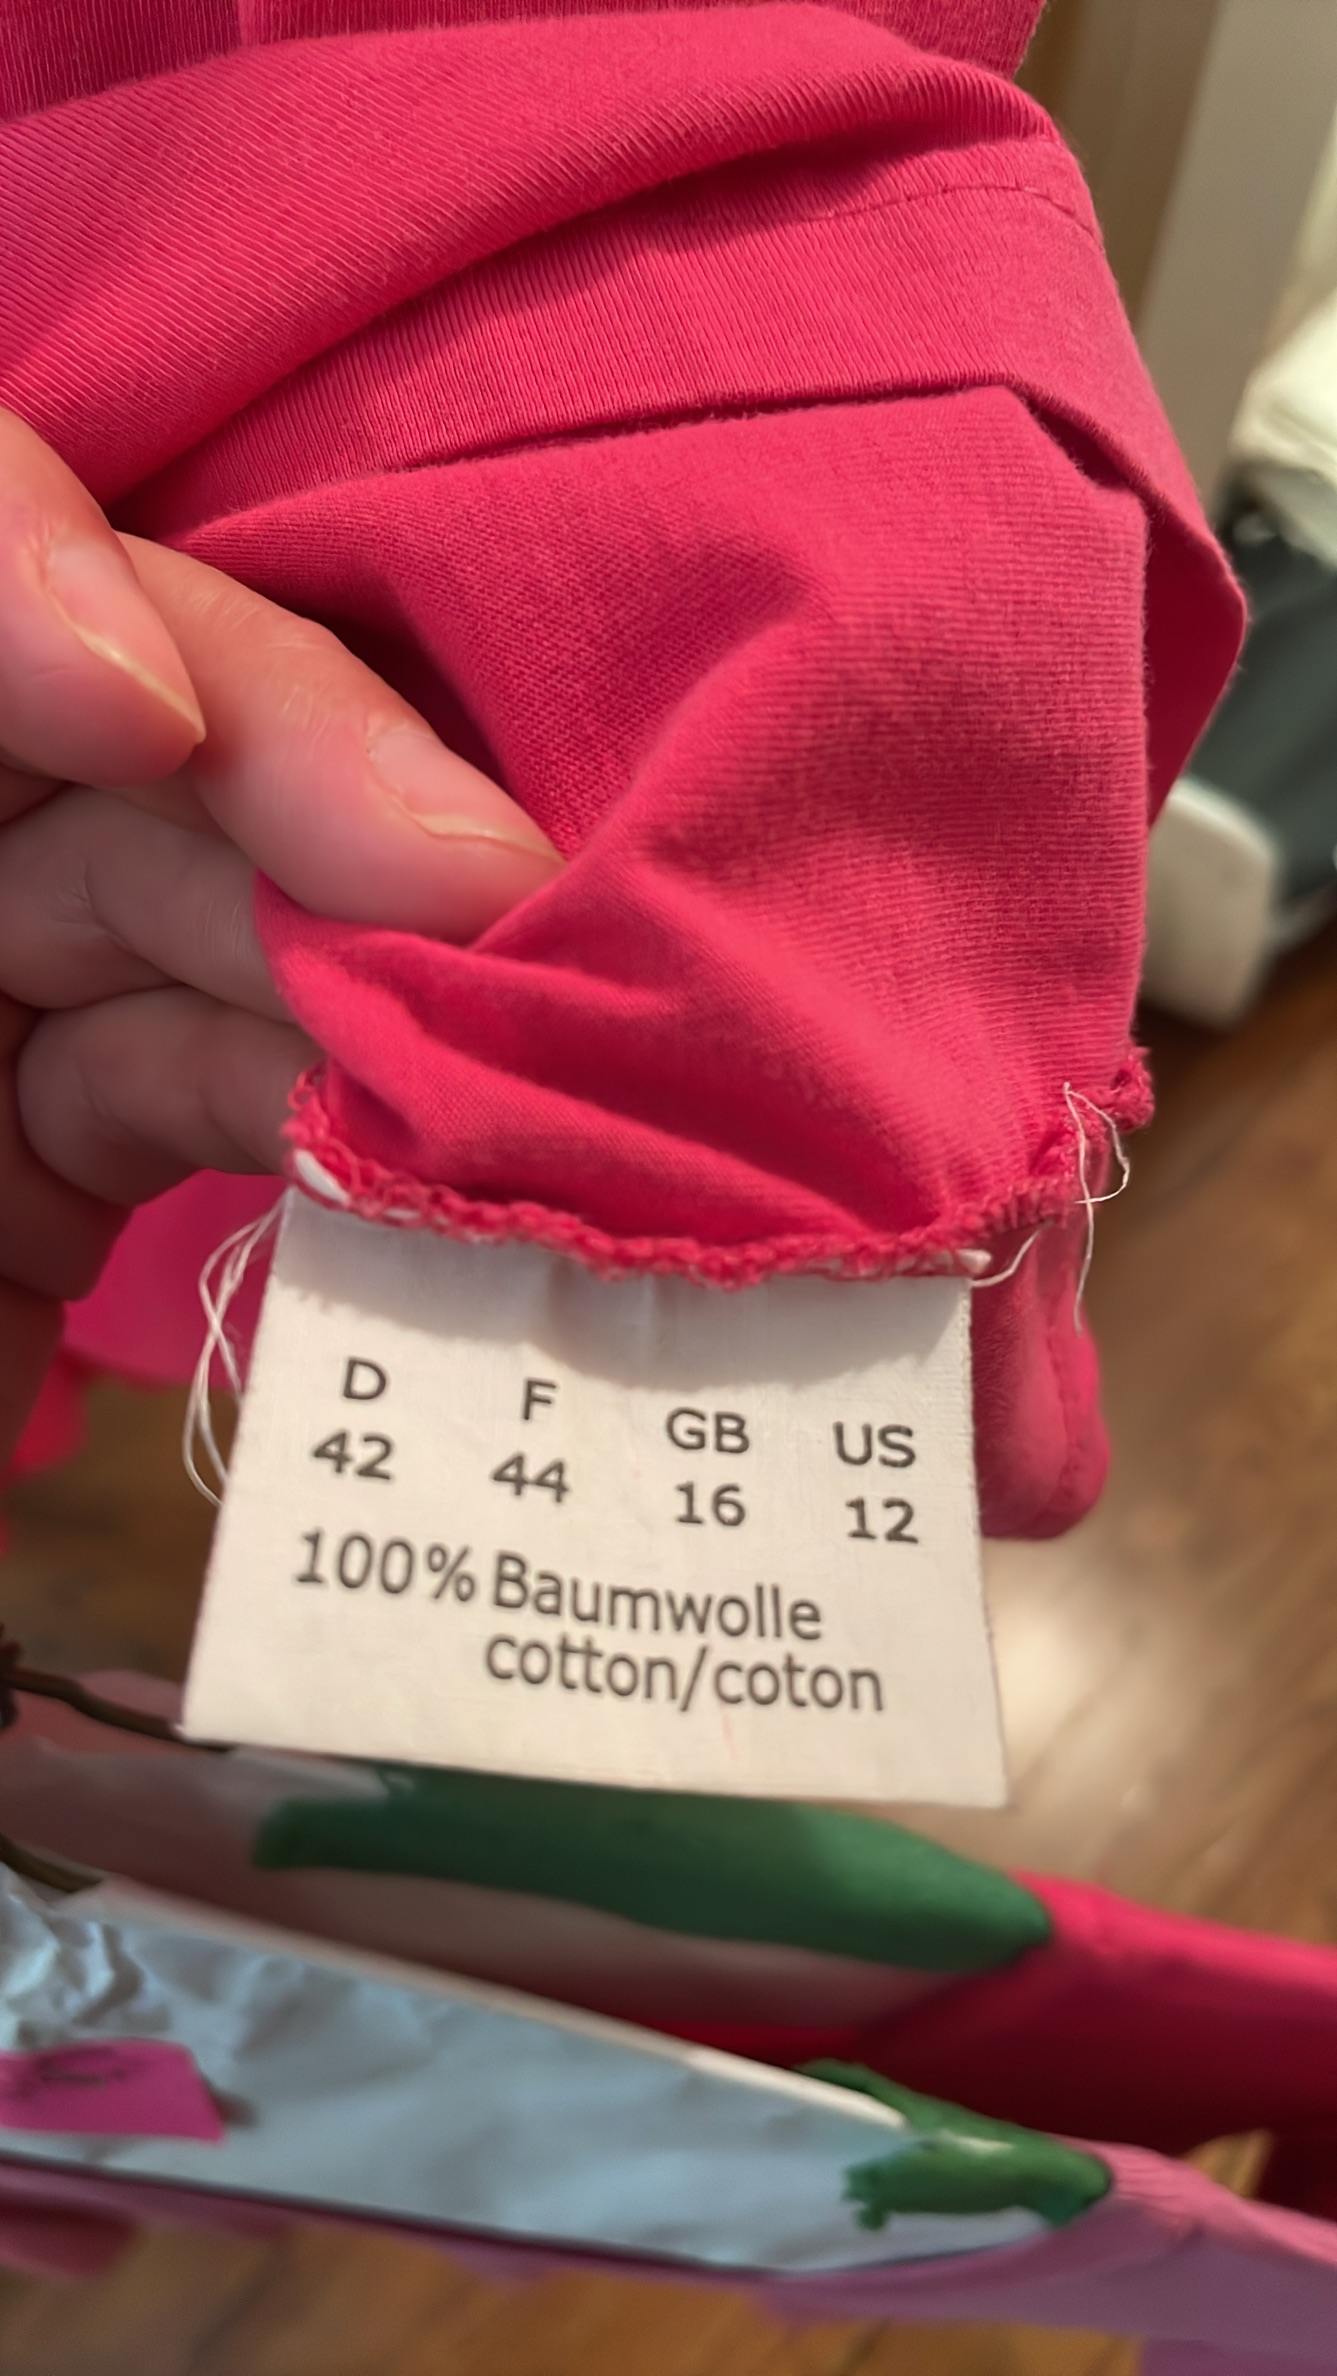 D F GB US
42 44 16 12
100% Baumwolle
cotton/coton